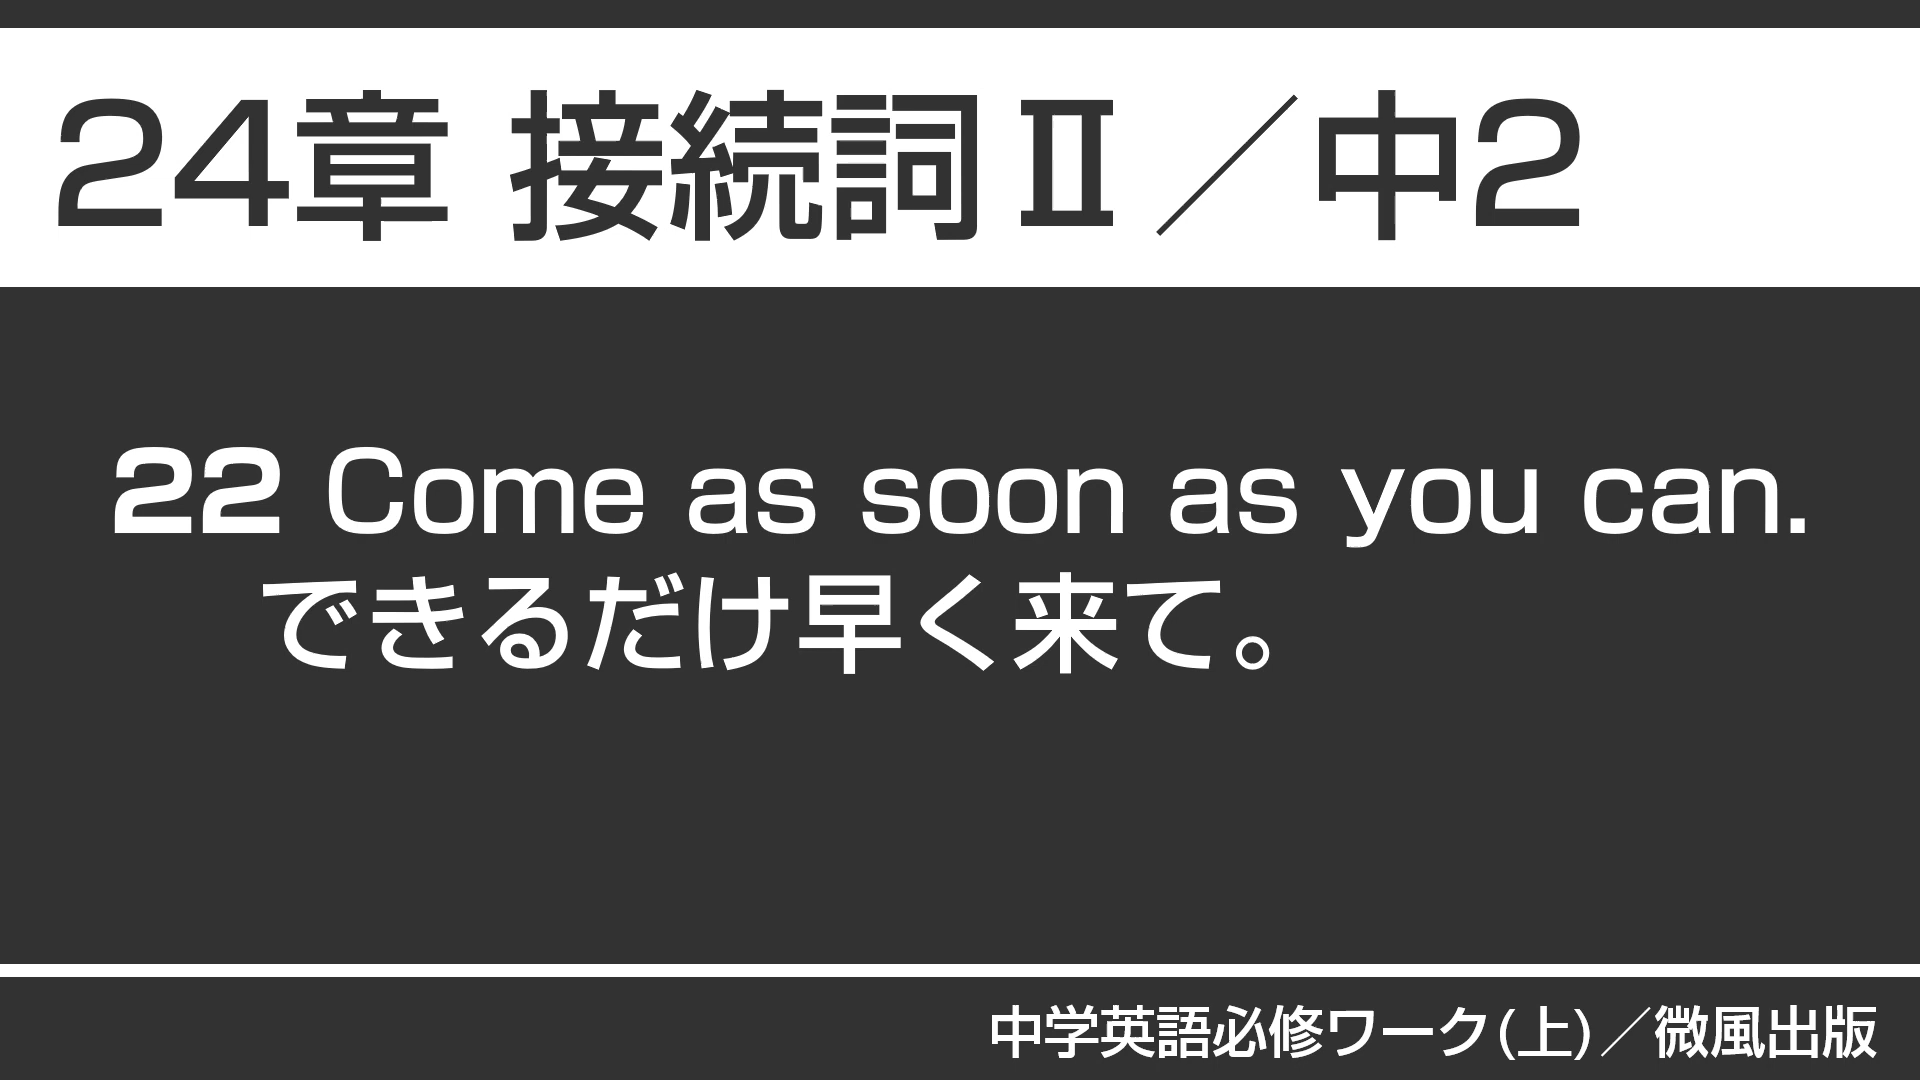 24章 接続詞Ⅱ／中2
22 Come as soon as you can.
できるだけ早く来て。
中学英語必修ワーク(上)／微風出版